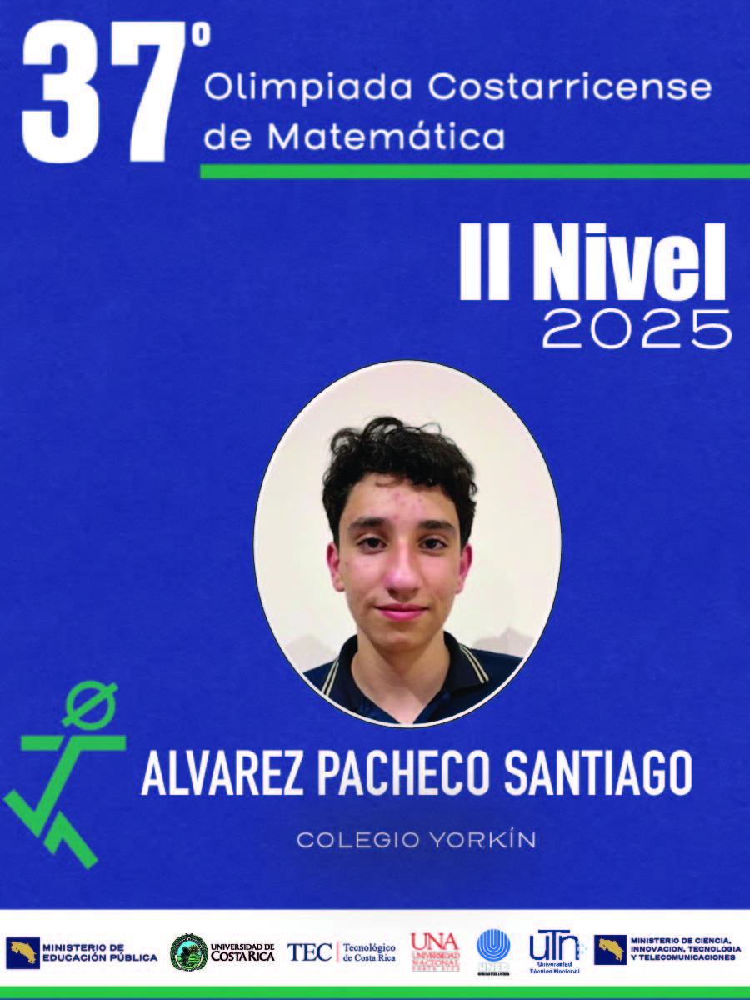 37°
Olimpiada Costarricense
de Matemática
II Nivel
2025
ALVAREZ PACHECO SANTIAGO
COLEGIO YORKÍN
MINISTERIO DE
EDUCACIÓN PÚBLICA
UNIVERSIDAD DE
COSTA RICA
TEC
Tecnológico
de Costa Rica
UNA
UNIVERSIDAD
NACIONAL
COSTA RICA
UNED
UTN
Universidad
Técnica Nacional
MINISTERIO DE CIENCIA,
INNOVACION, TECNOLOGIA
Y TELECOMUNICACIONES